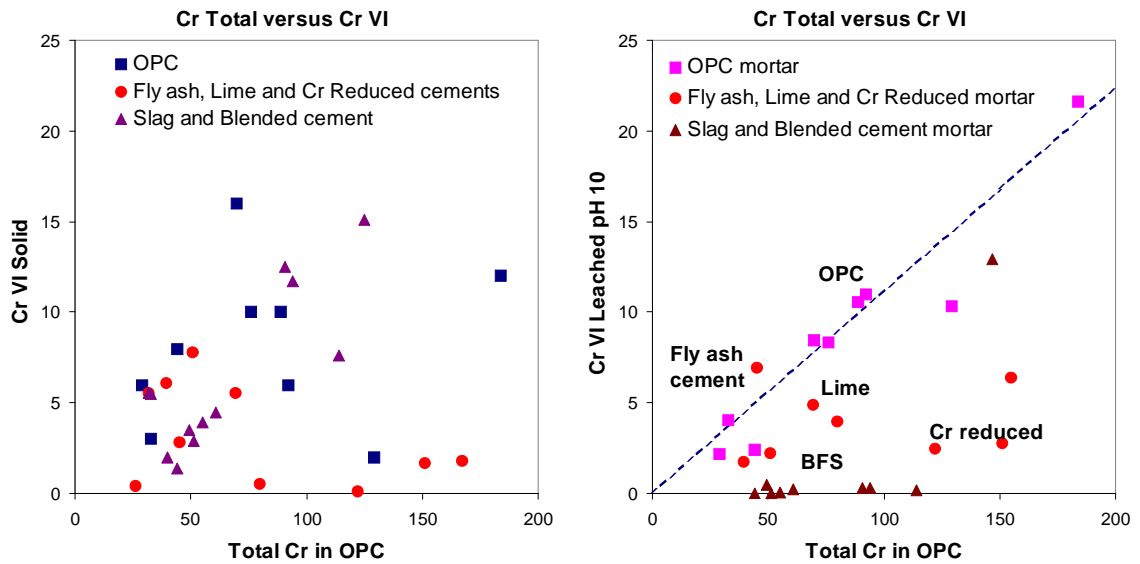 Cr Total versus Cr VI
25
20
15
10
5
0
Cr VI Solid
OPC
Fly ash, Lime and Cr Reduced cements
Slag and Blended cement
0 50 100 150 200
Total Cr in OPC
Cr Total versus Cr VI
25
20
15
10
5
0
Cr VI Leached pH 10
OPC mortar
Fly ash, Lime and Cr Reduced mortar
Slag and Blended cement mortar
OPC
Fly ash
cement
Lime
Cr reduced
BFS
0 50 100 150 200
Total Cr in OPC